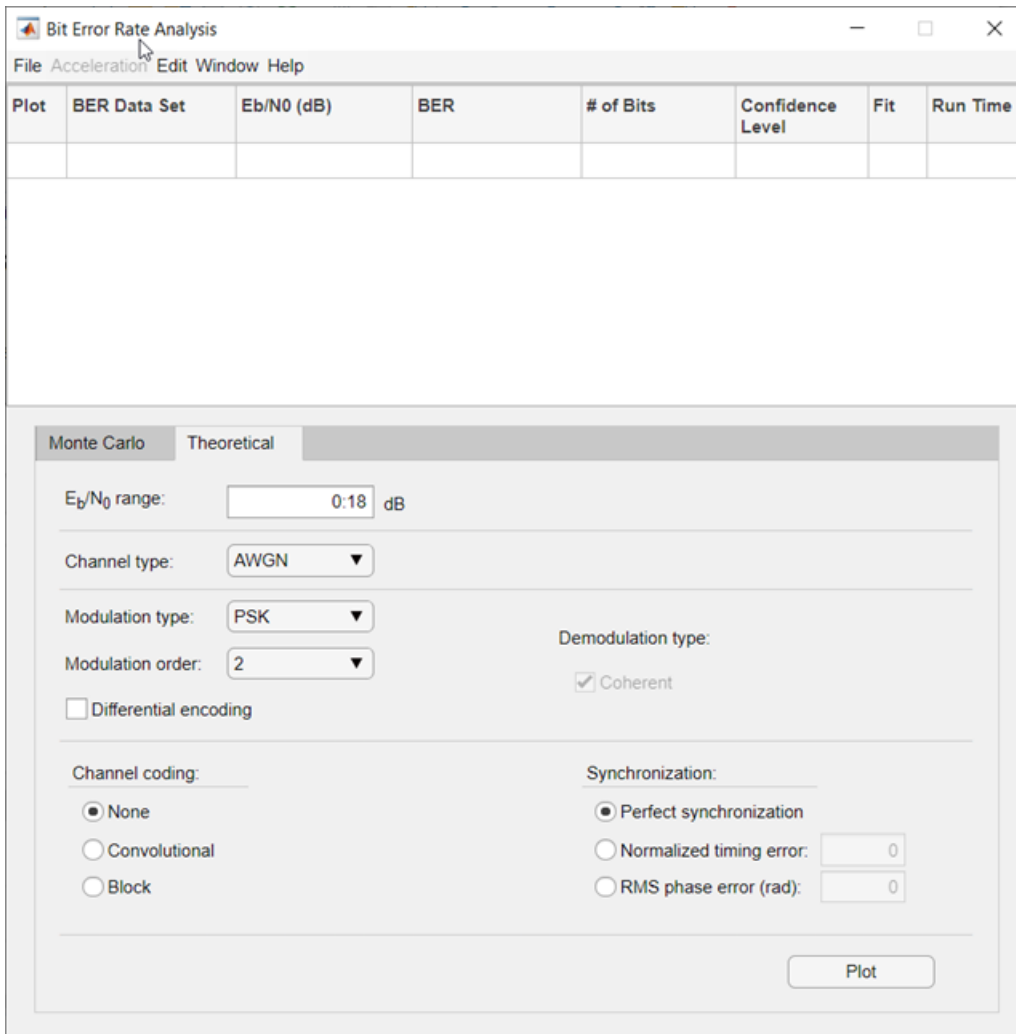 Bit Error Rate Analysis
File Acceleration Edit Window Help
Plot BER Data Set Eb/N0 (dB) BER # of Bits Confidence Level Fit Run Time
Monte Carlo Theoretical
Eb/N0 range: 0:18 dB
Channel type: AWGN
Modulation type: PSK
Demodulation type:
Modulation order: 2
Coherent
Differential encoding
Channel coding: Synchronization:
None Perfect synchronization
Convolutional Normalized timing error: 0
Block RMS phase error (rad): 0
Plot